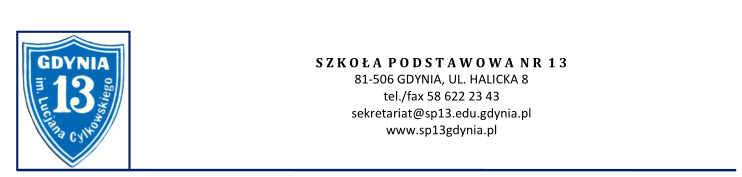 GDYNIA
13
im. Lucjana Cylkowskiego
SZKOŁA PODSTAWOWA NR 13
81-506 GDYNIA, UL. HALICKA 8
tel./fax 58 622 23 43
sekretariat@sp13.edu.gdynia.pl
www.sp13gdynia.pl